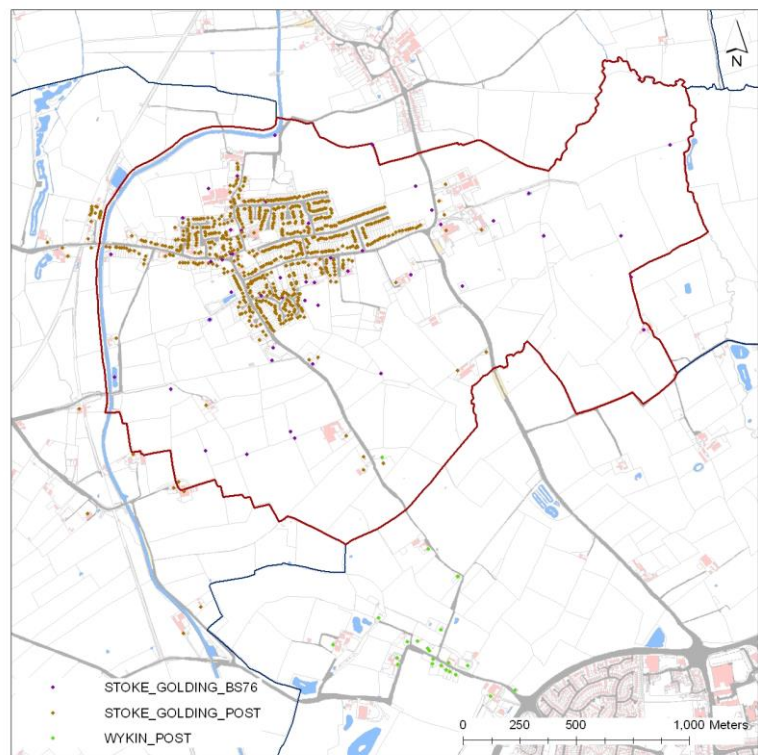 N
STOKE_GOLDING_BS76
STOKE_GOLDING_POST
WYKIN_POST
0 250 500 1,000 Meters